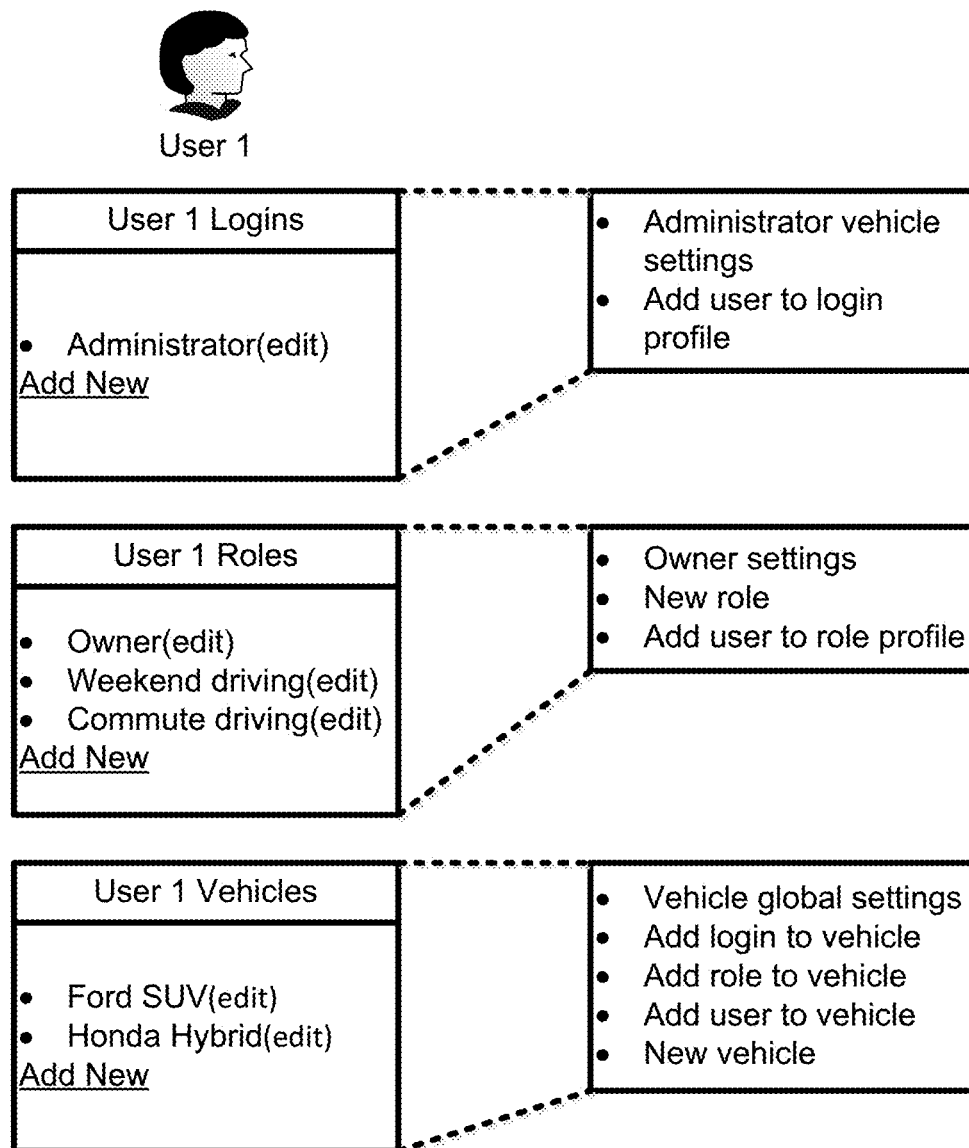 User 1
User 1 Logins
• Administrator(edit)
Add New
• Administrator vehicle
settings
• Add user to login
profile
User 1 Roles
• Owner(edit)
• Weekend driving(edit)
• Commute driving(edit)
Add New
• Owner settings
• New role
• Add user to role profile
User 1 Vehicles
• Ford SUV(edit)
• Honda Hybrid(edit)
Add New
• Vehicle global settings
• Add login to vehicle
• Add role to vehicle
• Add user to vehicle
• New vehicle